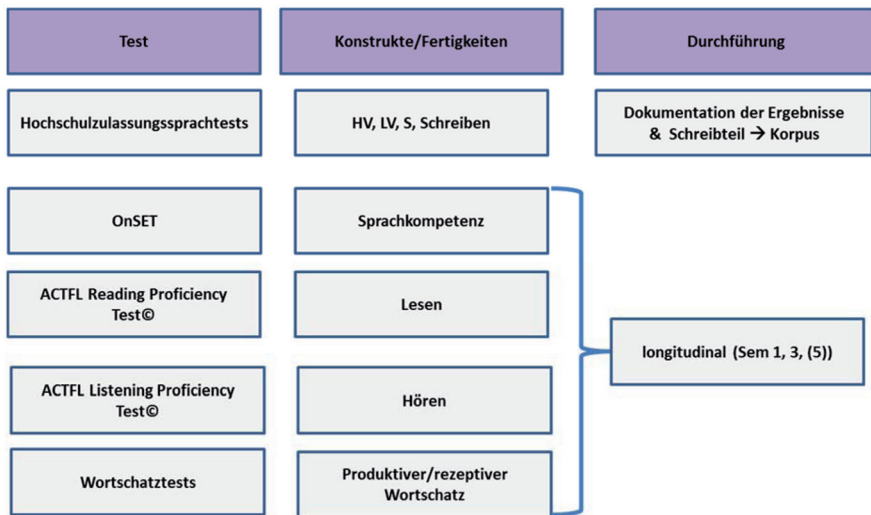 Test
Konstrukte/Fertigkeiten
Durchführung
Hochschulzulassungssprachtests
HV, LV, S, Schreiben
Dokumentation der Ergebnisse
& Schreibteil → Korpus
OnSET
Sprachkompetenz
ACTFL Reading Proficiency
Test©
Lesen
longitudinal (Sem 1, 3, (5))
ACTFL Listening Proficiency
Test©
Hören
Wortschatztests
Produktiver/rezeptiver
Wortschatz